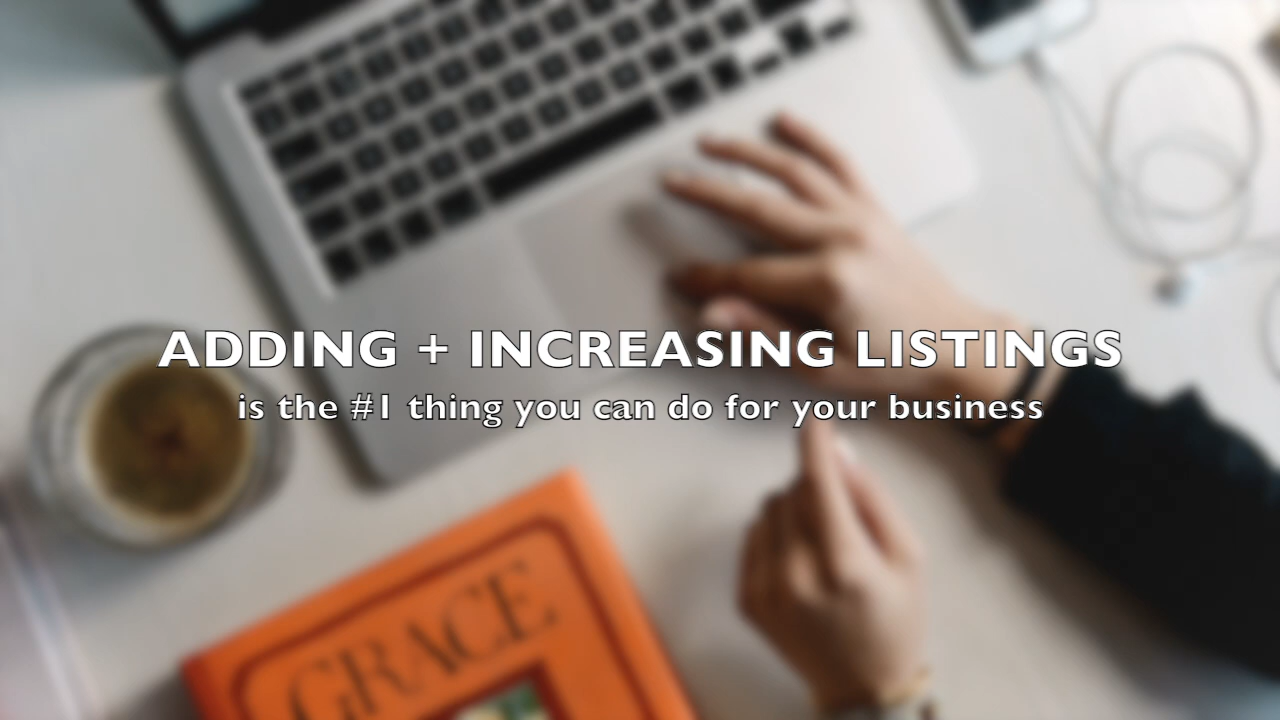 ADDING + INCREASING LISTINGS
is the #1 thing you can do for your business
GRACE